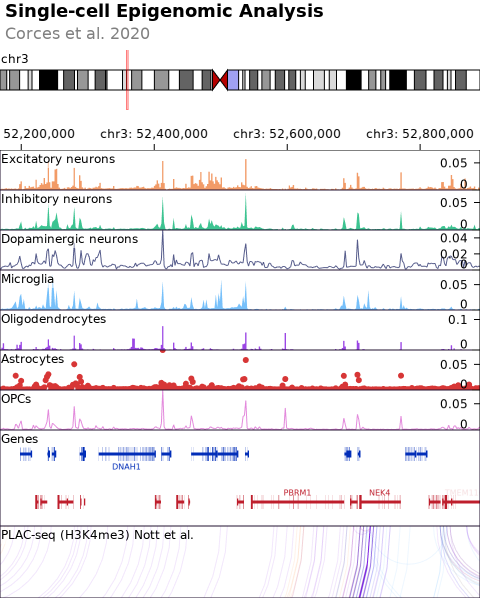 Single-cell Epigenomic Analysis
Corces et al. 2020
chr3
52,200,000 chr3: 52,400,000 chr3: 52,600,000 chr3: 52,800,000
Excitatory neurons 0.05
0
Inhibitory neurons 0.05
0
Dopaminergic neurons 0.04
0.02
0
Microglia 0.05
0
Oligodendrocytes 0.1
0
Astrocytes 0.05
0
OPCs 0.05
0
Genes
DNAH1
PBRM1 NEK4
PLAC-seq (H3K4me3) Nott et al.